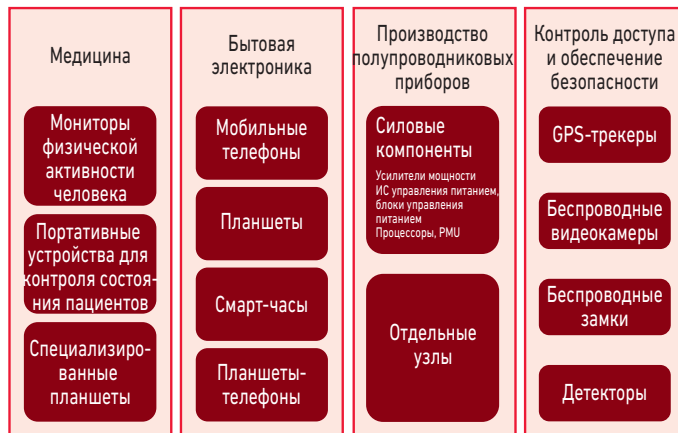 Медицина
Мониторы
физической
активности
человека
Портативные
устройства для
контроля состоя-
ния пациентов
Специализиро-
ванные
планшеты
Бытовая
электроника
Мобильные
телефоны
Планшеты
Смарт-часы
Планшеты-
телефоны
Производство
полупроводниковых
приборов
Силовые
компоненты
Усилители мощности
ИС управления питанием,
блоки управления
питанием
Процессоры, PMU
Отдельные
узлы
Контроль доступа
и обеспечение
безопасности
GPS-трекеры
Беспроводные
видеокамеры
Беспроводные
замки
Детекторы